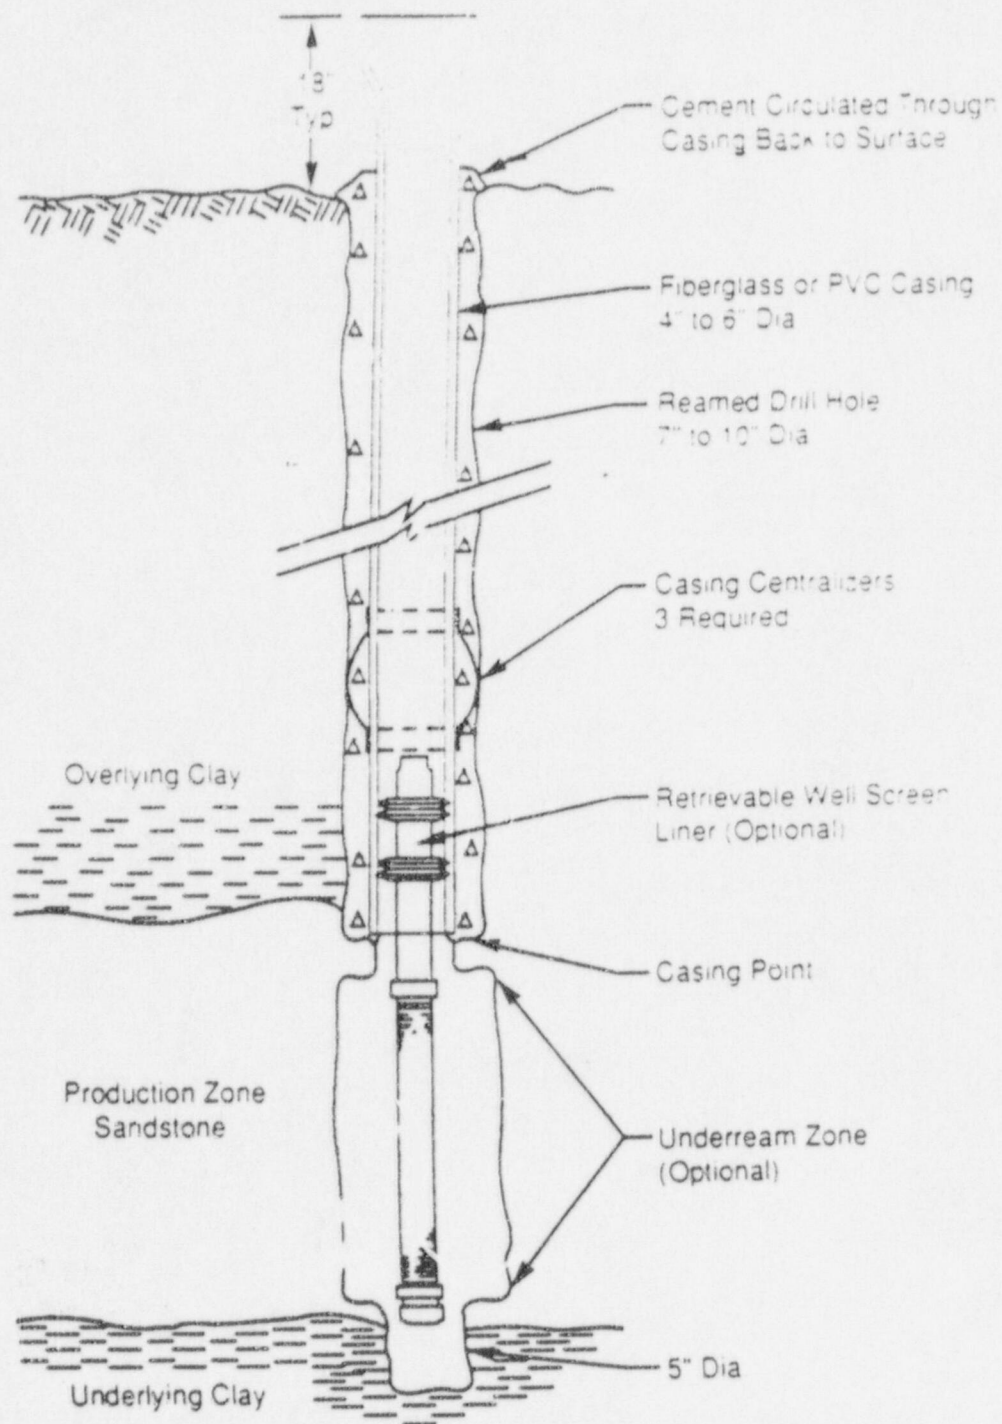 18"
Typ
Cement Circulated Through
Casing Back to Surface
Fiberglass or PVC Casing
4" to 6" Dia
Reamed Drill Hole
7" to 10" Dia
Casing Centralizers
3 Required
Overlying Clay
Retrievable Well Screen
Liner (Optional)
Casing Point
Production Zone
Sandstone
Underream Zone
(Optional)
5" Dia
Underlying Clay